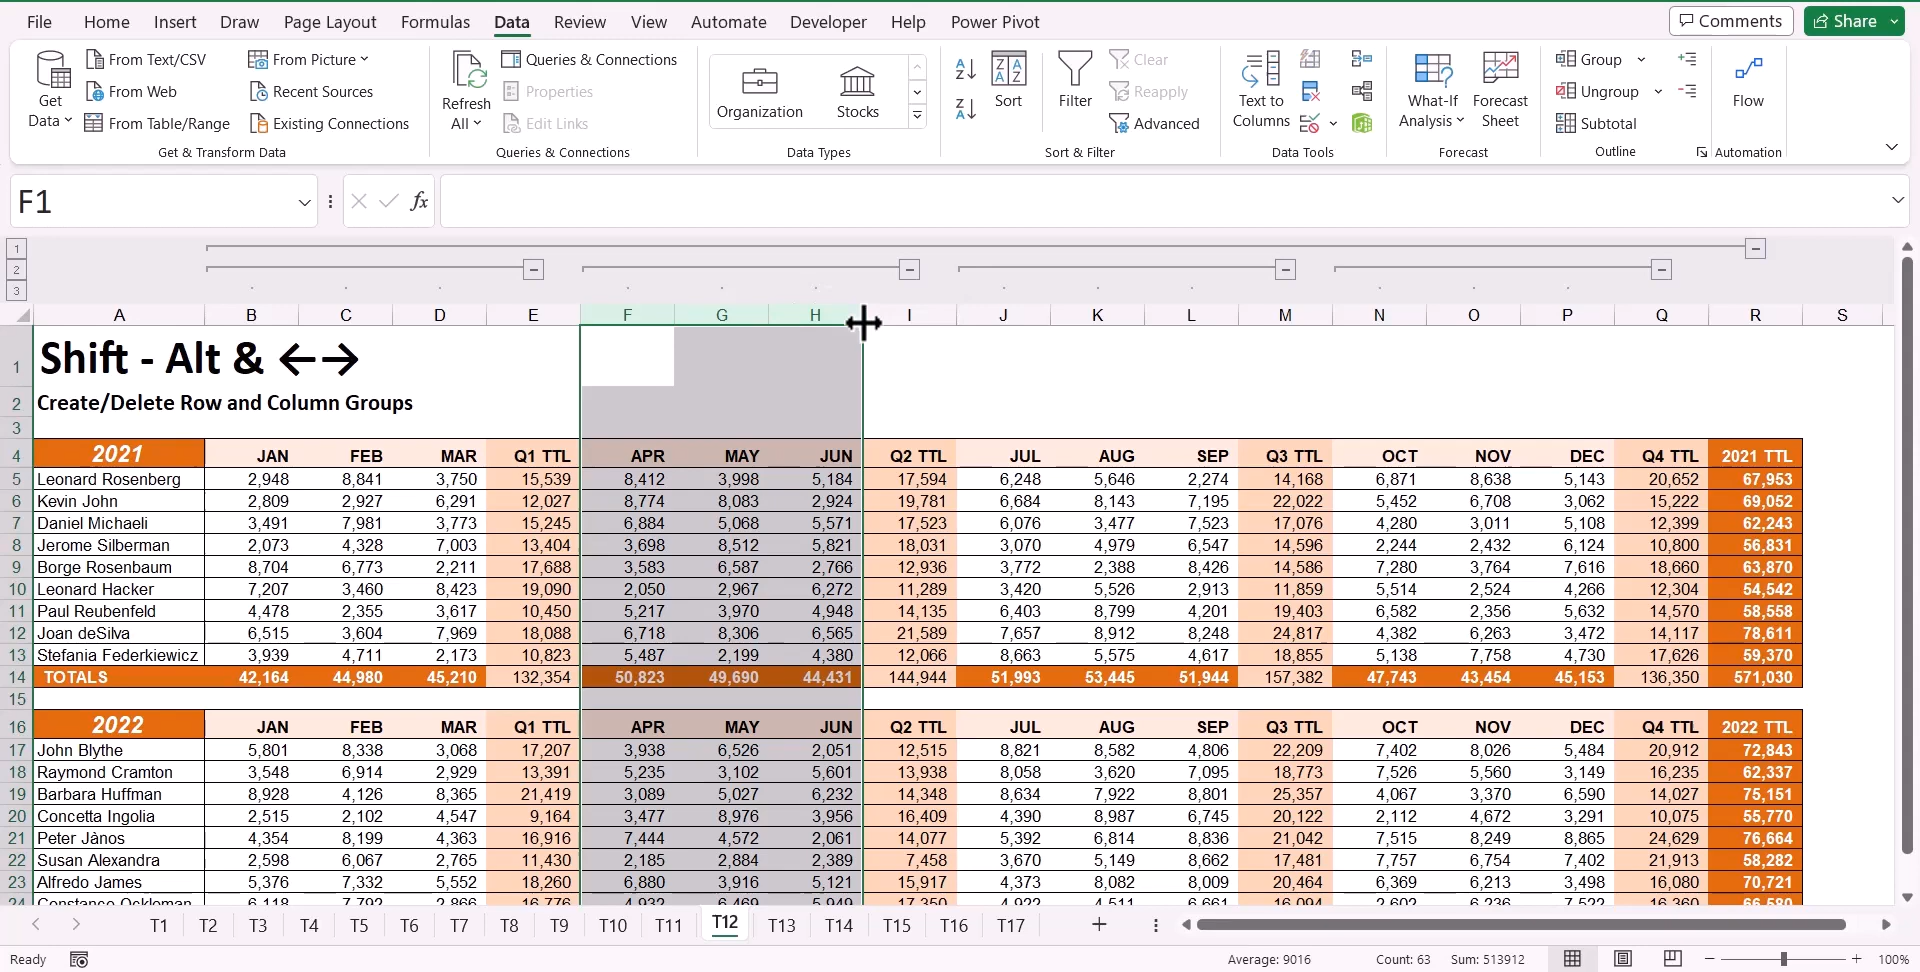 File Home Insert Draw Page Layout Formulas Data Review View Automate Developer Help Power Pivot Comments Share
Get Data From Text/CSV From Web From Table/Range From Picture Recent Sources Existing Connections
Get & Transform Data
Refresh All Queries & Connections Properties Edit Links
Queries & Connections
Organization Stocks
Data Types
Sort Filter Clear Reapply Advanced
Sort & Filter
Text to Columns
Data Tools
What-If Analysis Forecast Sheet
Forecast
Group Ungroup Subtotal
Outline
Flow
Automation
F1 fx
1
2
3
A B C D E F G H I J K L M N O P Q R S
1 Shift - Alt & ←→
2 Create/Delete Row and Column Groups
3
4 2021 JAN FEB MAR Q1 TTL APR MAY JUN Q2 TTL JUL AUG SEP Q3 TTL OCT NOV DEC Q4 TTL 2021 TTL
5 Leonard Rosenberg 2,948 8,841 3,750 15,539 8,412 3,998 5,184 17,594 6,248 5,646 2,274 14,168 6,871 8,638 5,143 20,652 67,953
6 Kevin John 2,809 2,927 6,291 12,027 8,774 8,083 2,924 19,781 6,684 8,143 7,195 22,022 5,452 6,708 3,062 15,222 69,052
7 Daniel Michaeli 3,491 7,981 3,773 15,245 6,884 5,068 5,571 17,523 6,076 3,477 7,523 17,076 4,280 3,011 5,108 12,399 62,243
8 Jerome Silberman 2,073 4,328 7,003 13,404 3,698 8,512 5,821 18,031 3,070 4,979 6,547 14,596 2,244 2,432 6,124 10,800 56,831
9 Borge Rosenbaum 8,704 6,773 2,211 17,688 3,583 6,587 2,766 12,936 3,772 2,388 8,426 14,586 7,280 3,764 7,616 18,660 63,870
10 Leonard Hacker 7,207 3,460 8,423 19,090 2,050 2,967 6,272 11,289 3,420 5,526 2,913 11,859 5,514 2,524 4,266 12,304 54,542
11 Paul Reubenfeld 4,478 2,355 3,617 10,450 5,217 3,970 4,948 14,135 6,403 8,799 4,201 19,403 6,582 2,356 5,632 14,570 58,558
12 Joan deSilva 6,515 3,604 7,969 18,088 6,718 8,306 6,565 21,589 7,657 8,912 8,248 24,817 4,382 6,263 3,472 14,117 78,611
13 Stefania Federkiewicz 3,939 4,711 2,173 10,823 5,487 2,199 4,380 12,066 8,663 5,575 4,617 18,855 5,138 7,758 4,730 17,626 59,370
14 TOTALS 42,164 44,980 45,210 132,354 50,823 49,690 44,431 144,944 51,993 53,445 51,944 157,382 47,743 43,454 45,153 136,350 571,030
15
16 2022 JAN FEB MAR Q1 TTL APR MAY JUN Q2 TTL JUL AUG SEP Q3 TTL OCT NOV DEC Q4 TTL 2022 TTL
17 John Blythe 5,801 8,338 3,068 17,207 3,938 6,526 2,051 12,515 8,821 8,582 4,806 22,209 7,402 8,026 5,484 20,912 72,843
18 Raymond Cramton 3,548 6,914 2,929 13,391 5,235 3,102 5,601 13,938 8,058 3,620 7,095 18,773 7,526 5,560 3,149 16,235 62,337
19 Barbara Huffman 8,928 4,126 8,365 21,419 3,089 5,027 6,232 14,348 8,634 7,922 8,801 25,357 4,067 3,370 6,590 14,027 75,151
20 Concetta Ingolia 2,515 2,102 4,547 9,164 3,477 8,976 3,956 16,409 4,390 8,987 6,745 20,122 2,112 4,672 3,291 10,075 55,770
21 Peter Jànos 4,354 8,199 4,363 16,916 7,444 4,572 2,061 14,077 5,392 6,814 8,836 21,042 7,515 8,249 8,865 24,629 76,664
22 Susan Alexandra 2,598 6,067 2,765 11,430 2,185 2,884 2,389 7,458 3,670 5,149 8,662 17,481 7,757 6,754 7,402 21,913 58,282
23 Alfredo James 5,376 7,332 5,552 18,260 6,880 3,916 5,121 15,917 4,373 8,082 8,009 20,464 6,369 6,213 3,498 16,080 70,721
T1 T2 T3 T4 T5 T6 T7 T8 T9 T10 T11 T12 T13 T14 T15 T16 T17
Ready Average: 9016 Count: 63 Sum: 513912 100%